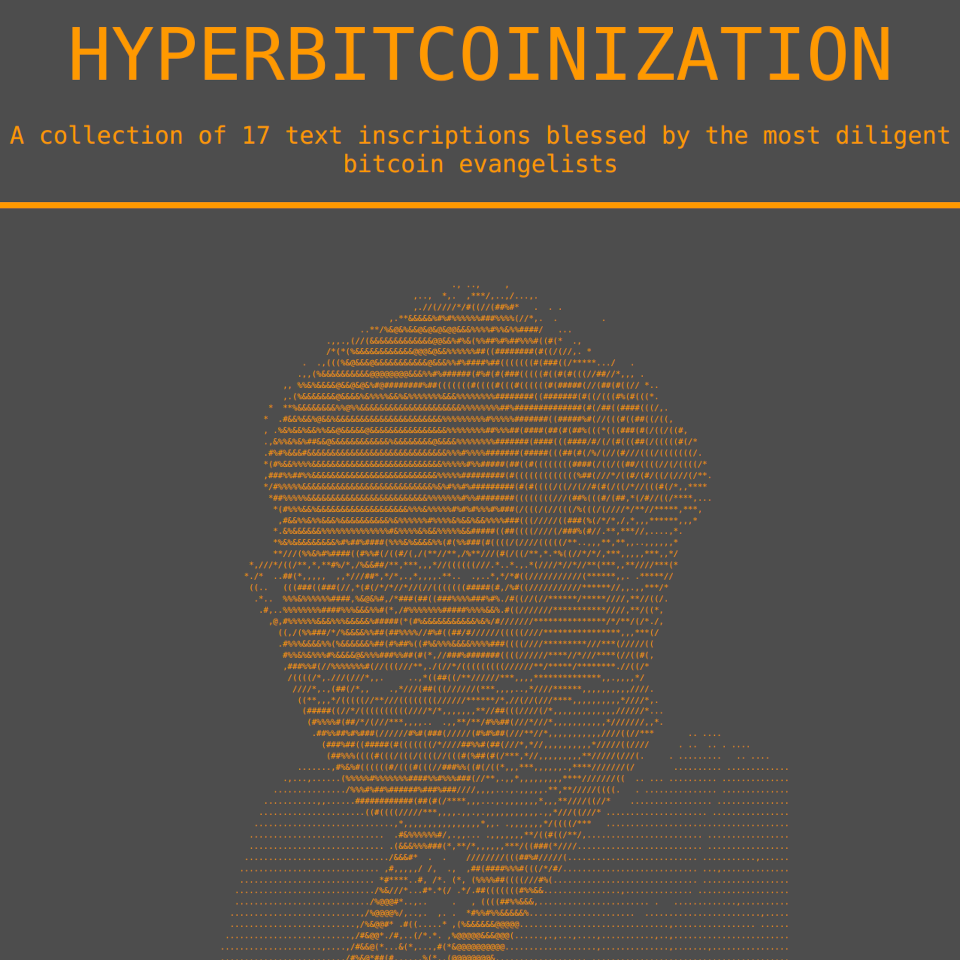 HYPERBITCOINIZATION
A collection of 17 text inscriptions blessed by the most diligent
bitcoin evangelists